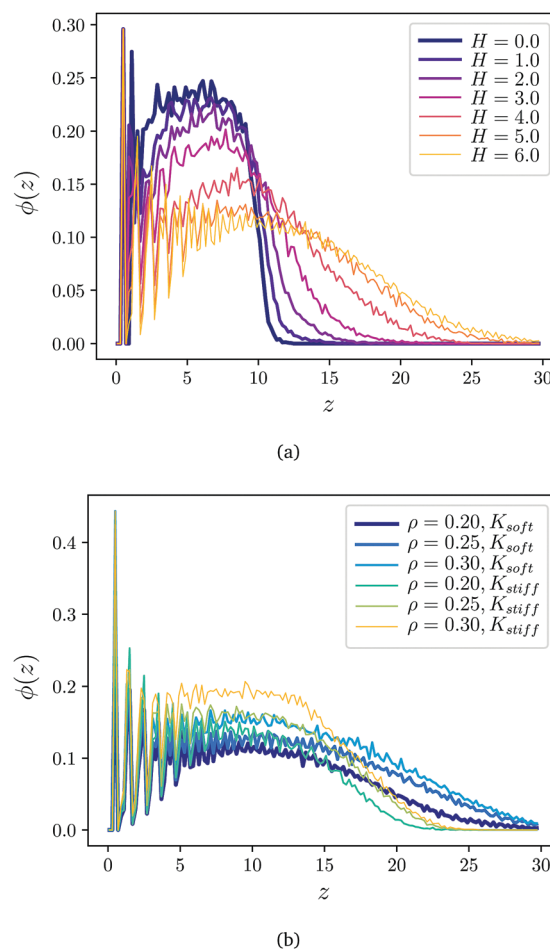 0.30
0.25
0.20
0.15
0.10
0.05
0.00
ϕ(z)
H = 0.0
H = 1.0
H = 2.0
H = 3.0
H = 4.0
H = 5.0
H = 6.0
0 5 10 15 20 25 30
z
(a)
0.4
0.3
0.2
0.1
0.0
ϕ(z)
ρ = 0.20, K_soft
ρ = 0.25, K_soft
ρ = 0.30, K_soft
ρ = 0.20, K_stiff
ρ = 0.25, K_stiff
ρ = 0.30, K_stiff
0 5 10 15 20 25 30
z
(b)